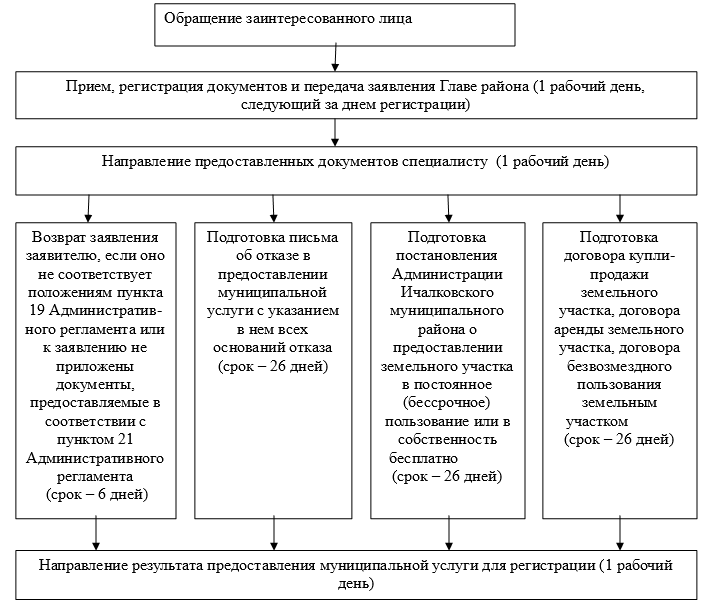 Обращение заинтересованного лица
Прием, регистрация документов и передача заявления Главе района (1 рабочий день,
следующий за днем регистрации)
Направление предоставленных документов специалисту (1 рабочий день)
Возврат заявления
заявителю, если оно
не соответствует
положениям пункта
19 Административ-
ного регламента или
к заявлению не
приложены
документы,
предоставляемые в
соответствии с
пунктом 21
Административного
регламента
(срок – 6 дней)
Подготовка письма
об отказе в
предоставлении
муниципальной
услуги с указанием
в нем всех
оснований отказа
(срок – 26 дней)
Подготовка
постановления
Администрации
Ичалковского
муниципального
района о
предоставлении
земельного участка
в постоянное
(бессрочное)
пользование или в
собственность
бесплатно
(срок – 26 дней)
Подготовка
договора купли-
продажи
земельного
участка, договора
аренды земельного
участка, договора
безвозмездного
пользования
земельным
участком
(срок – 26 дней)
Направление результата предоставления муниципальной услуги для регистрации (1 рабочий
день)